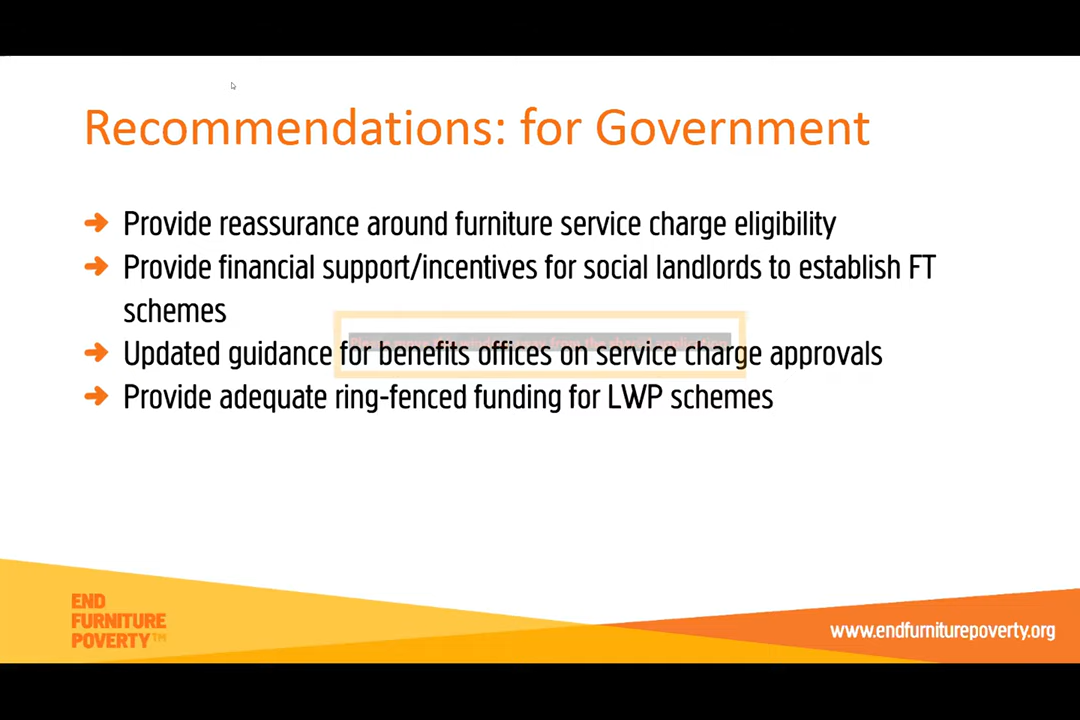 Recommendations: for Government
➔ Provide reassurance around furniture service charge eligibility
➔ Provide financial support/incentives for social landlords to establish FT
schemes
➔ Updated guidance for benefits offices on service charge approvals
➔ Provide adequate ring-fenced funding for LWP schemes
END
FURNITURE
POVERTY™
www.endfurniturepoverty.org